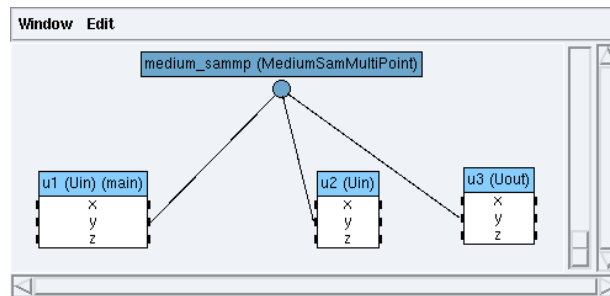 Window Edit
medium_sammp (MediumSamMultiPoint)
u1 (Uin) (main)
x
y
z
u2 (Uin)
x
y
z
u3 (Uout)
x
y
z